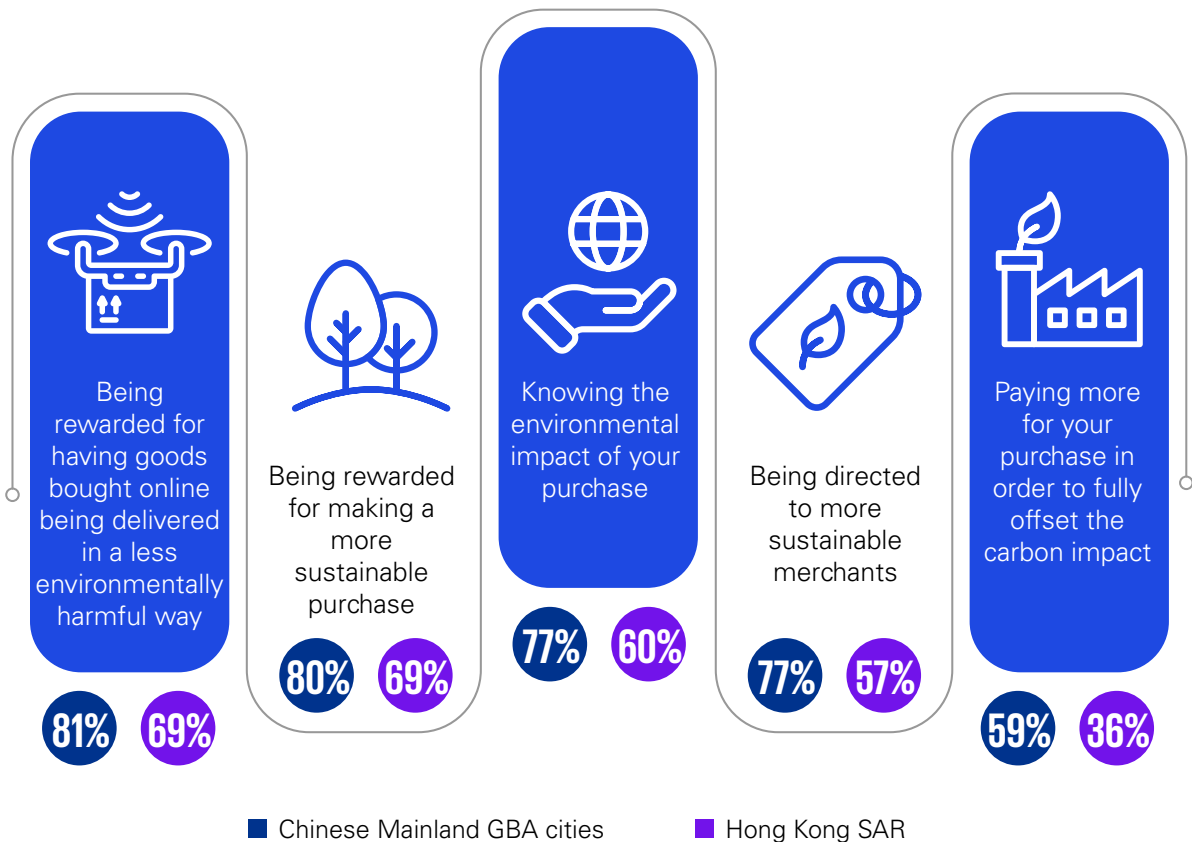 Being
rewarded for
having goods
bought online
being delivered
in a less
environmentally
harmful way
81% 69%
Being rewarded
for making a
more
sustainable
purchase
80% 69%
Knowing the
environmental
impact of your
purchase
77% 60%
Being directed
to more
sustainable
merchants
77% 57%
Paying more
for your
purchase in
order to fully
offset the
carbon impact
59% 36%
Chinese Mainland GBA cities
Hong Kong SAR